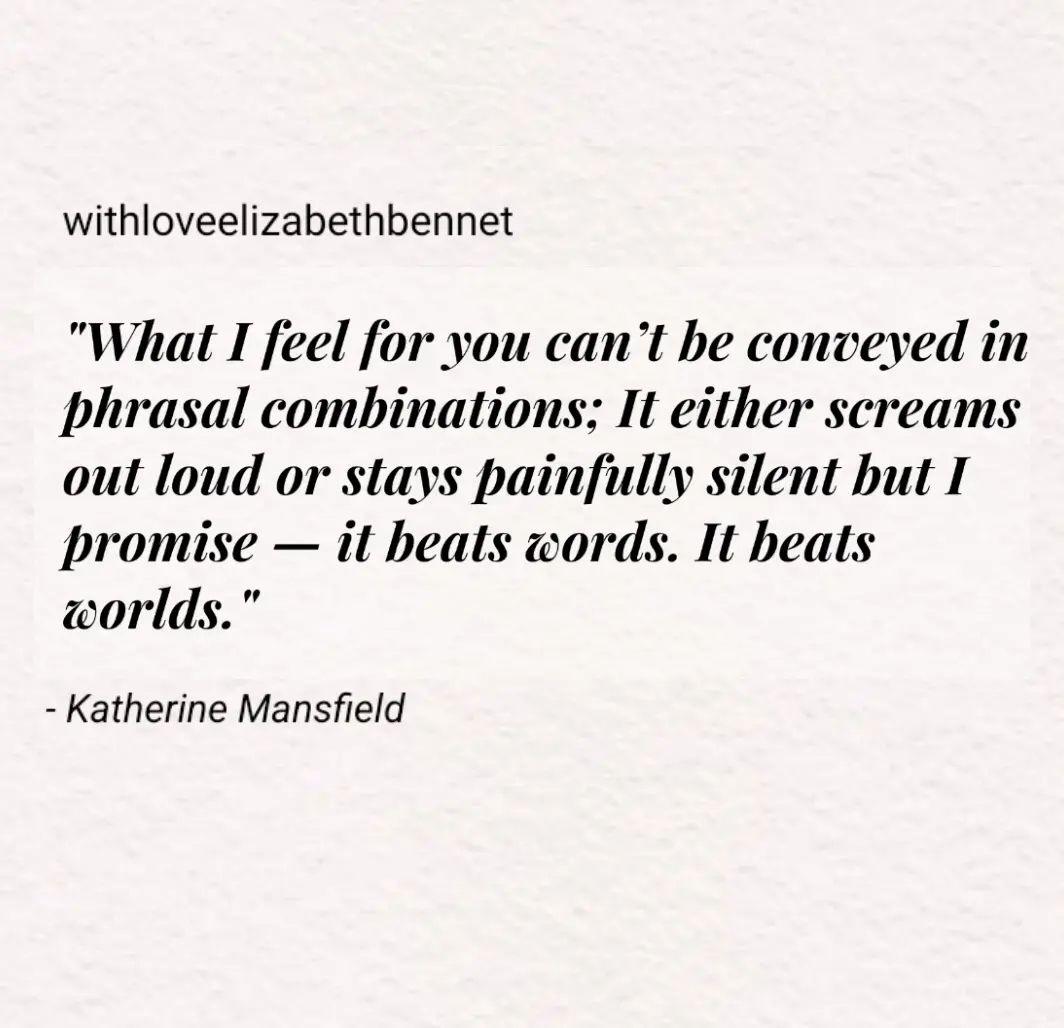 withloveelizabethbennet
"What I feel for you can’t be conveyed in
phrasal combinations; It either screams
out loud or stays painfully silent but I
promise — it beats words. It beats
worlds."
- Katherine Mansfield